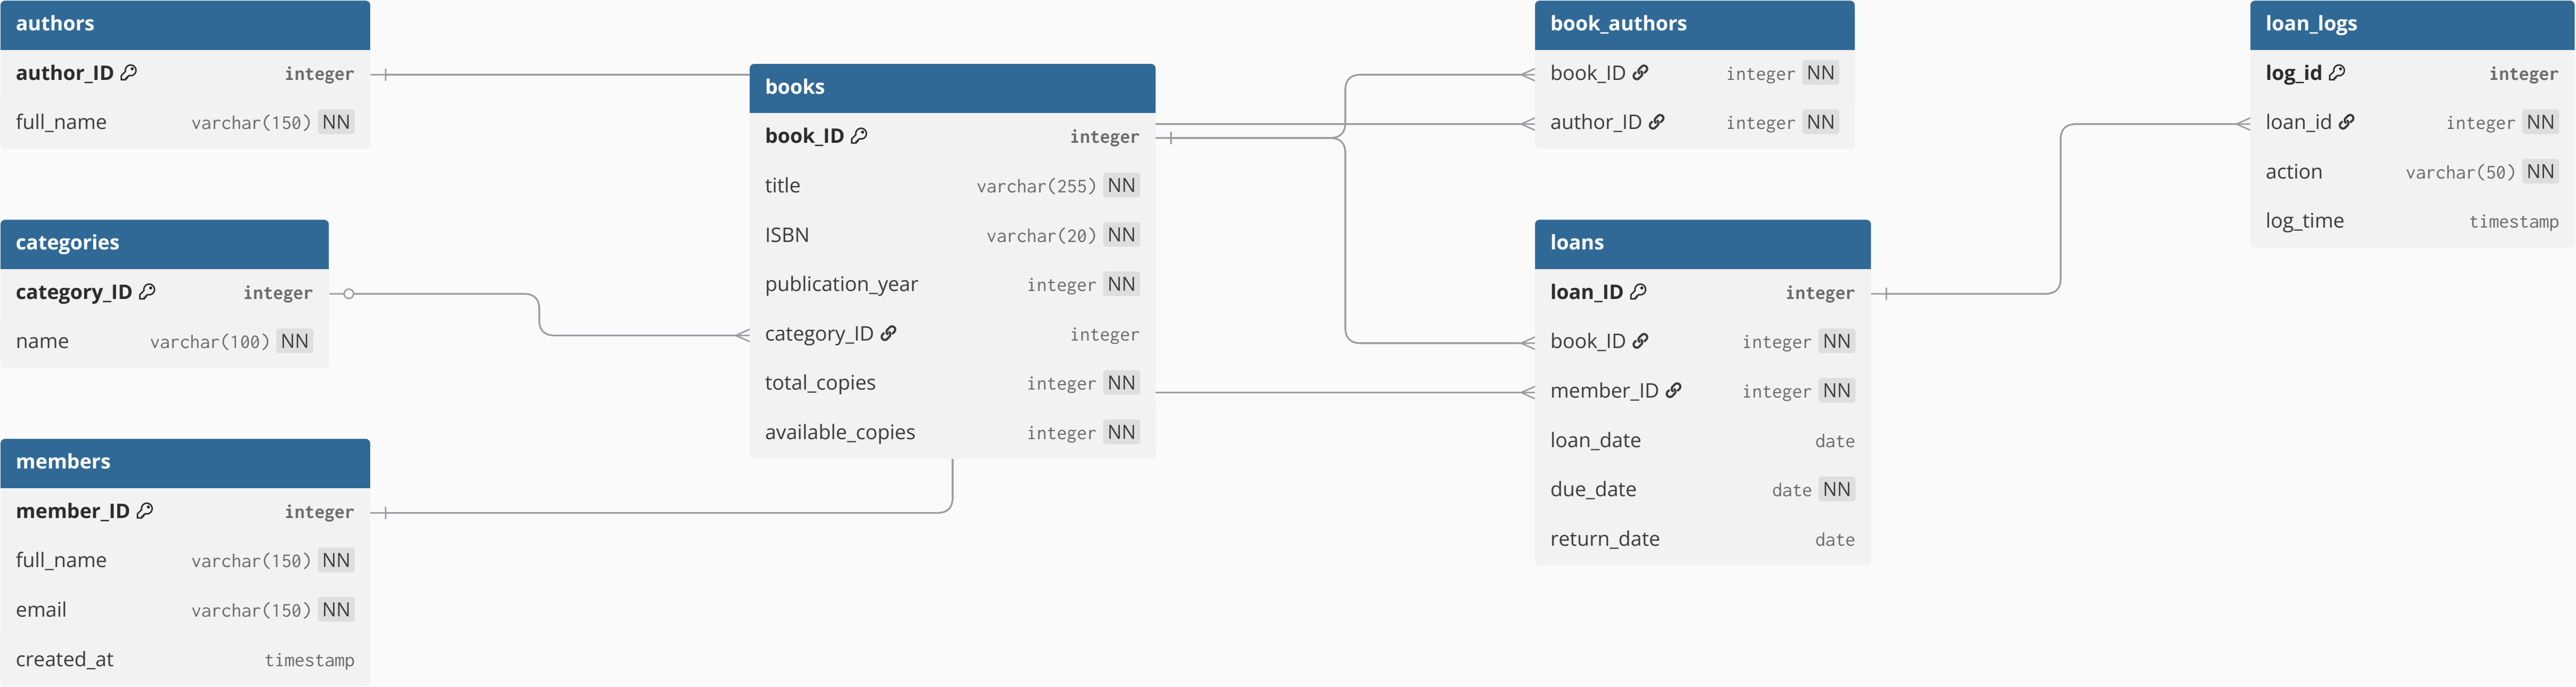 authors
author_ID integer
full_name varchar(150) NN
categories
category_ID integer
name varchar(100) NN
members
member_ID integer
full_name varchar(150) NN
email varchar(150) NN
created_at timestamp
books
book_ID integer
title varchar(255) NN
ISBN varchar(20) NN
publication_year integer NN
category_ID integer
total_copies integer NN
available_copies integer NN
book_authors
book_ID integer NN
author_ID integer NN
loans
loan_ID integer
book_ID integer NN
member_ID integer NN
loan_date date
due_date date NN
return_date date
loan_logs
log_id integer
loan_id integer NN
action varchar(50) NN
log_time timestamp